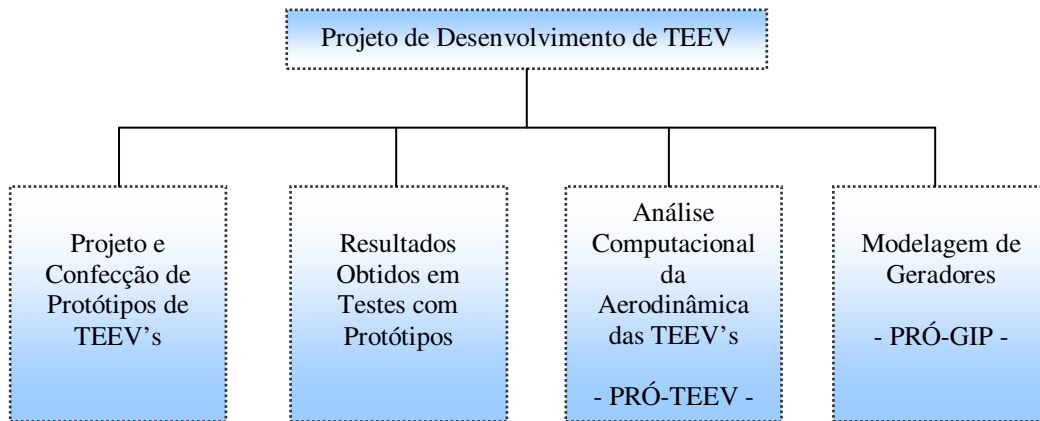 Projeto de Desenvolvimento de TEEV
Projeto e
Confecção de
Protótipos de
TEEV’s
Resultados
Obtidos em
Testes com
Protótipos
Análise
Computacional
da
Aerodinâmica
das TEEV’s
- PRÓ-TEEV -
Modelagem de
Geradores
- PRÓ-GIP -